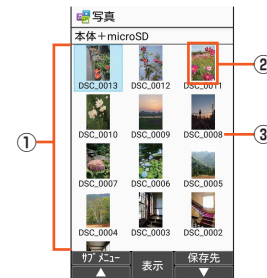 写真
本体＋microSD
DSC_0013 DSC_0012 DSC_0011
②
DSC_0010 DSC_0009 DSC_0008
①
③
DSC_0007 DSC_0006 DSC_0005
DSC_0004 DSC_0003 DSC_0002
サブメニュー 表示 保存先